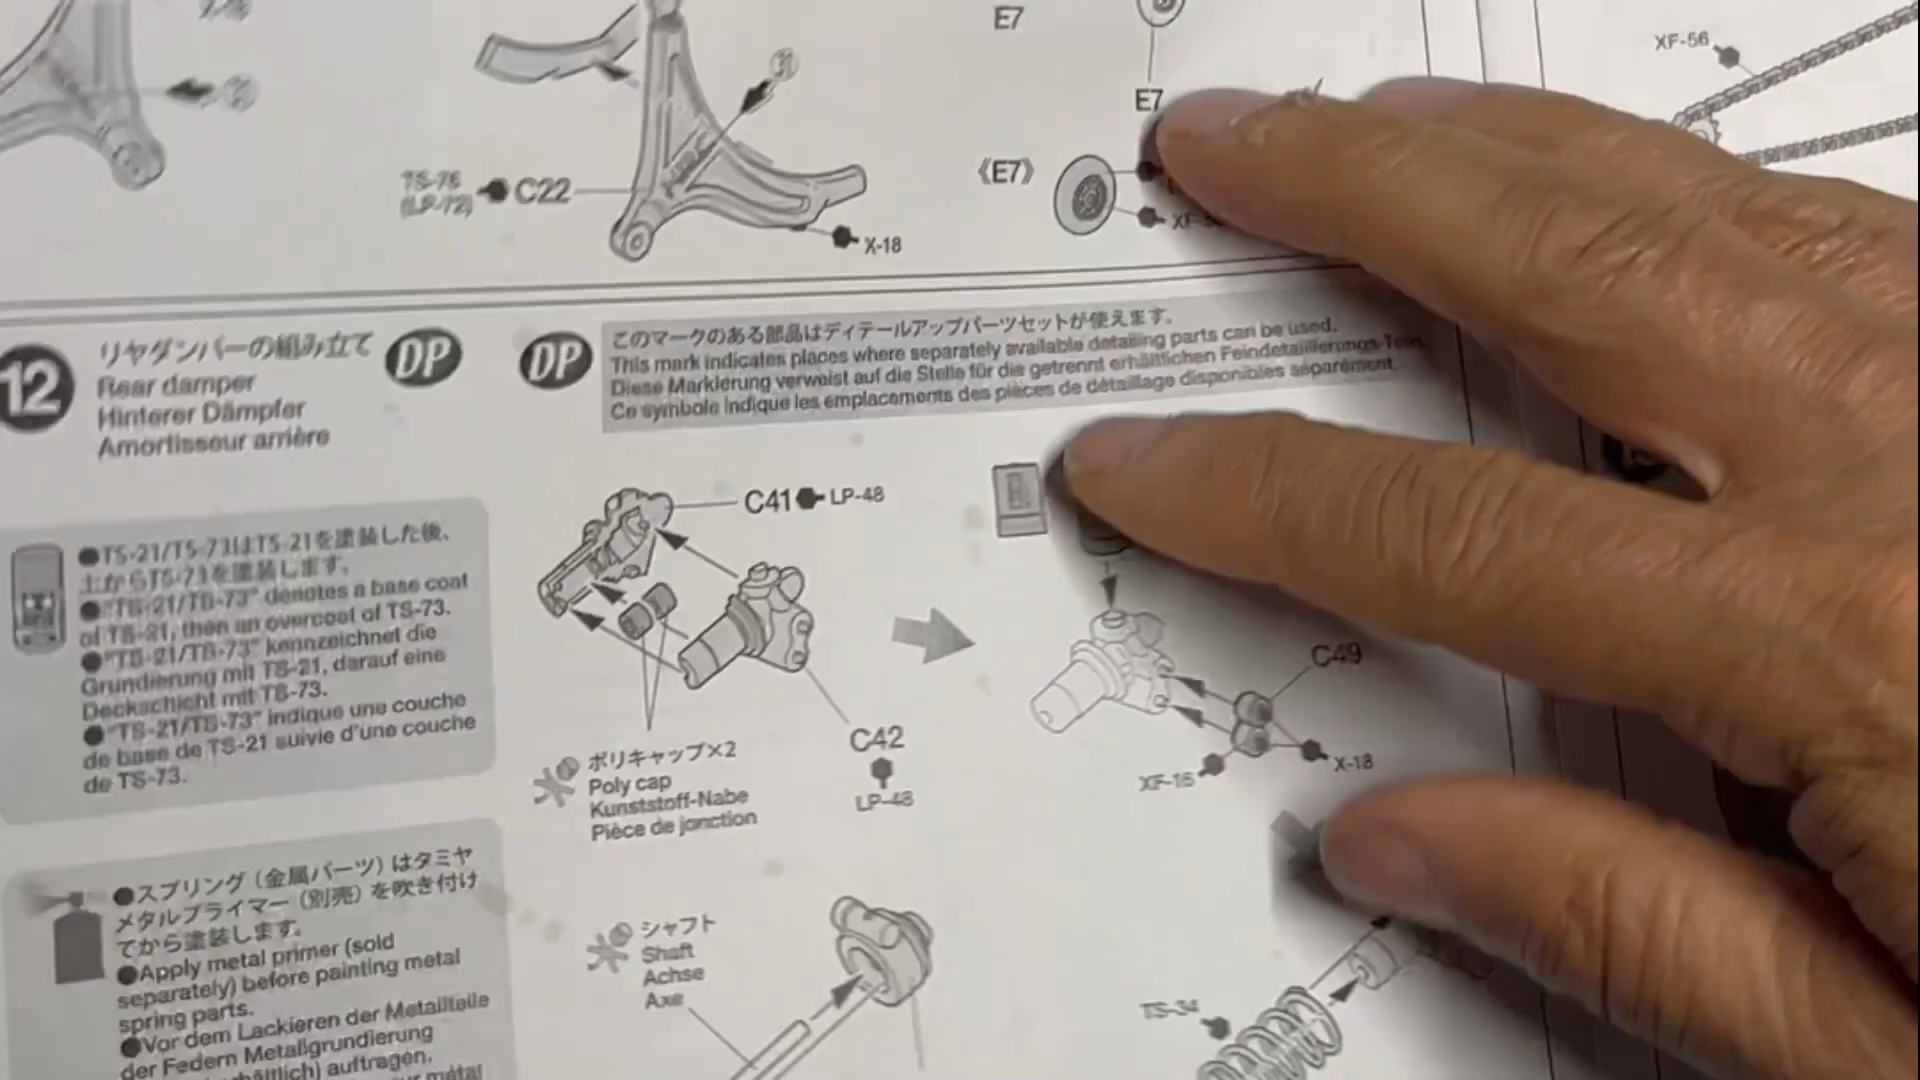 E7
XF-56
E7
《E7》
TS-76
(LP-72)
C22
X-18
12
リヤダンパーの組み立て
Rear damper
Hinterer Dämpfer
Amortisseur arrière
DP
DP
このマークのある部品はディテールアップパーツセットが使えます。
This mark indicates places where separately available detailing parts can be used.
Diese Markierung verweist auf die Stelle für die getrennt erhältlichen Feindetaillierungs-Teile.
Ce symbole indique les emplacements des pièces de détaillage disponibles séparément.
●TS-21/TS-73はTS-21を塗装した後、
上からTS-73を塗装します。
●"TS-21/TS-73" denotes a base coat
of TS-21, then an overcoat of TS-73.
●"TS-21/TS-73" kennzeichnet die
Grundierung mit TS-21, darauf eine
Deckschicht mit TS-73.
●"TS-21/TS-73" indique une couche
de base de TS-21 suivie d'une couche
de TS-73.
C41
LP-48
C42
LP-48
ポリキャップ×2
Poly cap
Kunststoff-Nabe
Pièce de jonction
C49
XF-16
X-18
●スプリング（金属パーツ）はタミヤ
メタルプライマー（別売）を吹き付け
てから塗装します。
●Apply metal primer (sold
separately) before painting metal
spring parts.
●Vor dem Lackieren der Metallteile
der Federn Metallgrundierung
auftragen.
シャフト
Shaft
Achse
Axe
TS-34